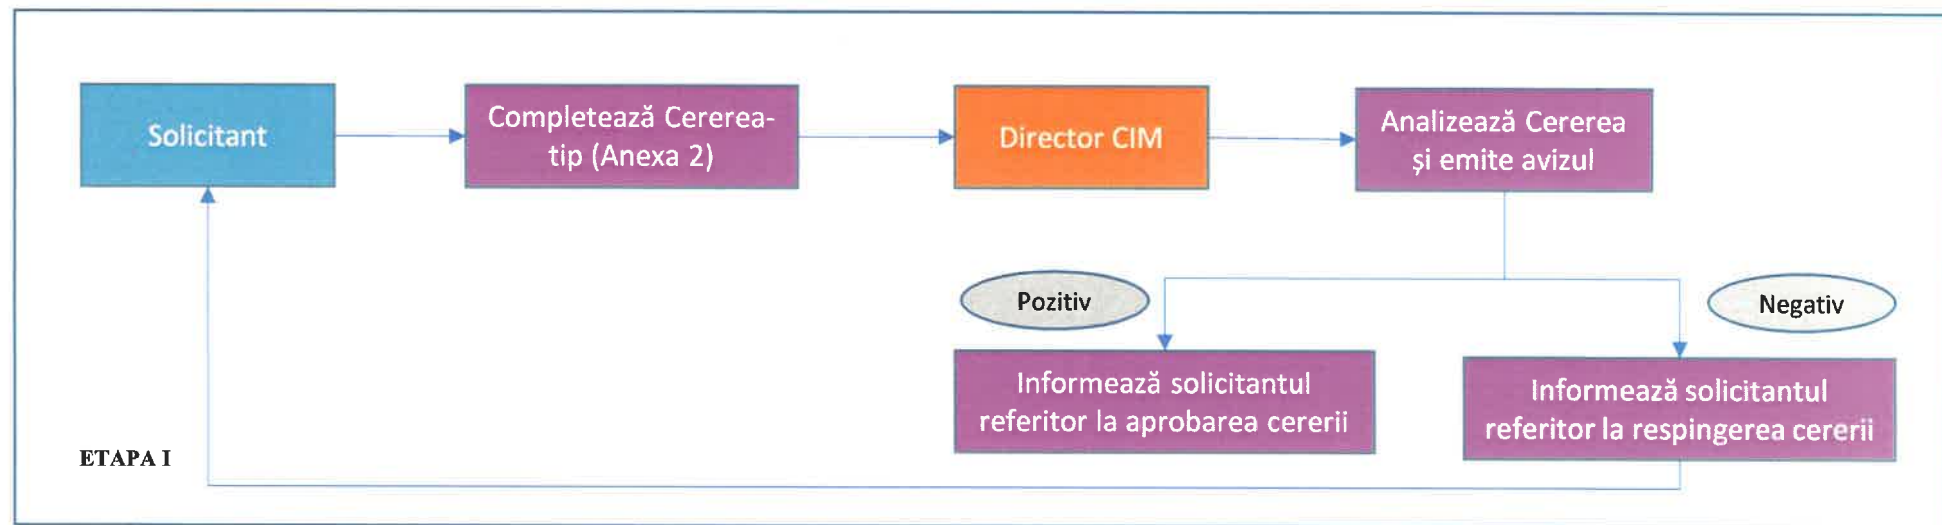 Solicitant
Completează Cererea-
tip (Anexa 2)
Director CIM
Analizează Cererea
și emite avizul
Pozitiv
Negativ
Informează solicitantul
referitor la aprobarea cererii
Informează solicitantul
referitor la respingerea cererii
ETAPA I